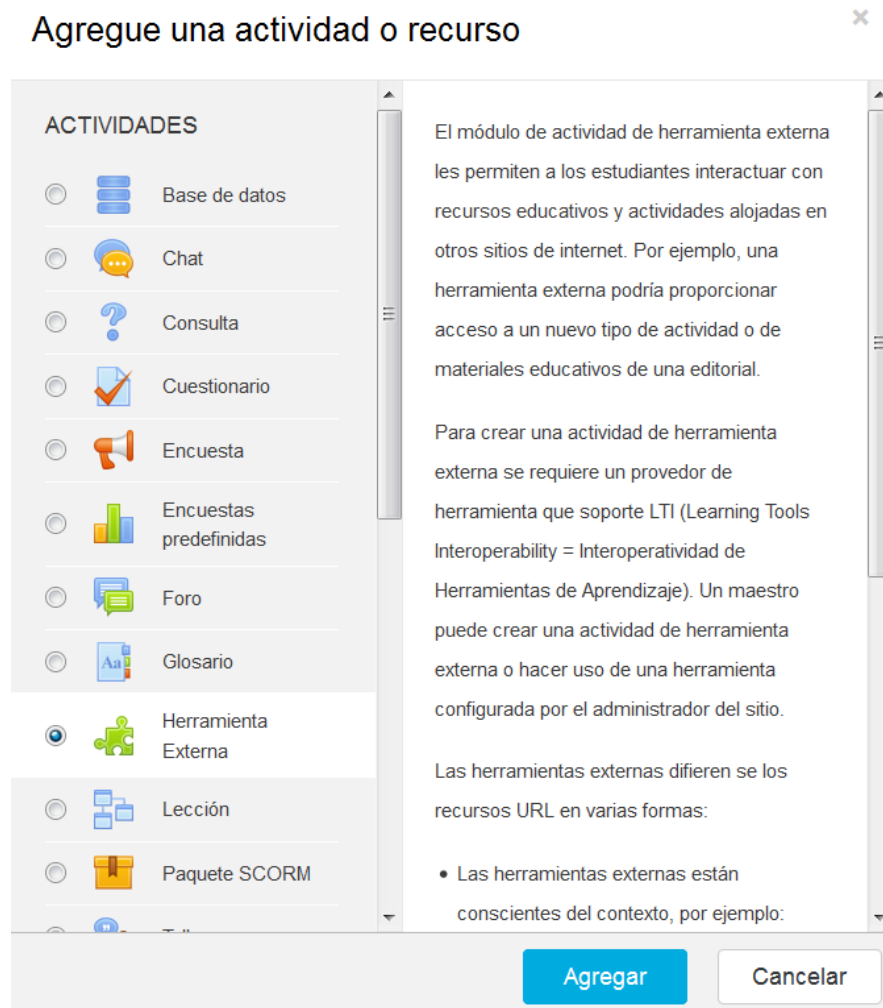 Agregue una actividad o recurso
×
ACTIVIDADES
Base de datos
Chat
Consulta
Cuestionario
Encuesta
Encuestas
predefinidas
Foro
Glosario
Herramienta
Externa
Lección
Paquete SCORM
El módulo de actividad de herramienta externa
les permiten a los estudiantes interactuar con
recursos educativos y actividades alojadas en
otros sitios de internet. Por ejemplo, una
herramienta externa podría proporcionar
acceso a un nuevo tipo de actividad o de
materiales educativos de una editorial.
Para crear una actividad de herramienta
externa se requiere un provedor de
herramienta que soporte LTI (Learning Tools
Interoperability = Interoperatividad de
Herramientas de Aprendizaje). Un maestro
puede crear una actividad de herramienta
externa o hacer uso de una herramienta
configurada por el administrador del sitio.
Las herramientas externas difieren se los
recursos URL en varias formas:
• Las herramientas externas están
conscientes del contexto, por ejemplo:
Agregar
Cancelar